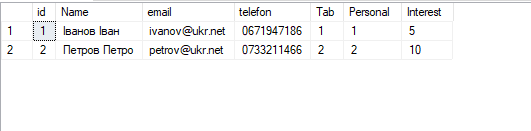 id Name email telefon Tab Personal Interest
1 1 Іванов Іван ivanov@ukr.net 0671947186 1 1 5
2 2 Петров Петро petrov@ukr.net 0733211466 2 2 10